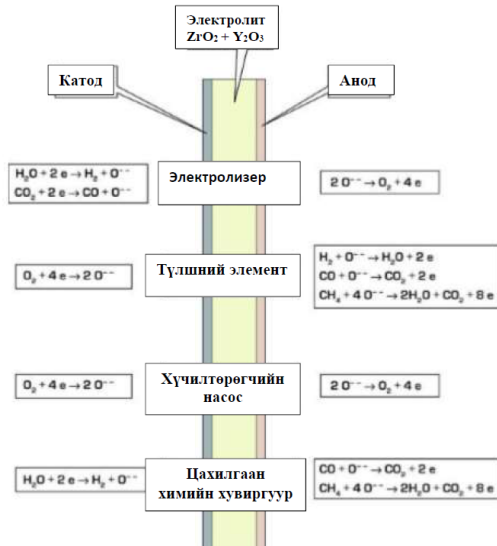 Электролит
ZrO₂ + Y₂O₃
Катод
Анод
H₂O + 2 e → H₂ + O⁻⁻
CO₂ + 2 e → CO + O⁻⁻
Электролизер
2 O⁻⁻ → O₂ + 4 e
O₂ + 4 e → 2 O⁻⁻
Түлшний элемент
H₂ + O⁻⁻ → H₂O + 2 e
CO + O⁻⁻ → CO₂ + 2 e
CH₄ + 4 O⁻⁻ → 2H₂O + CO₂ + 8 e
O₂ + 4 e → 2 O⁻⁻
Хүчилтөрөгчийн
насос
2 O⁻⁻ → O₂ + 4 e
H₂O + 2 e → H₂ + O⁻⁻
Цахилгаан
химийн хувиргуур
CO + O⁻⁻ → CO₂ + 2 e
CH₄ + 4 O⁻⁻ → 2H₂O + CO₂ + 8 e